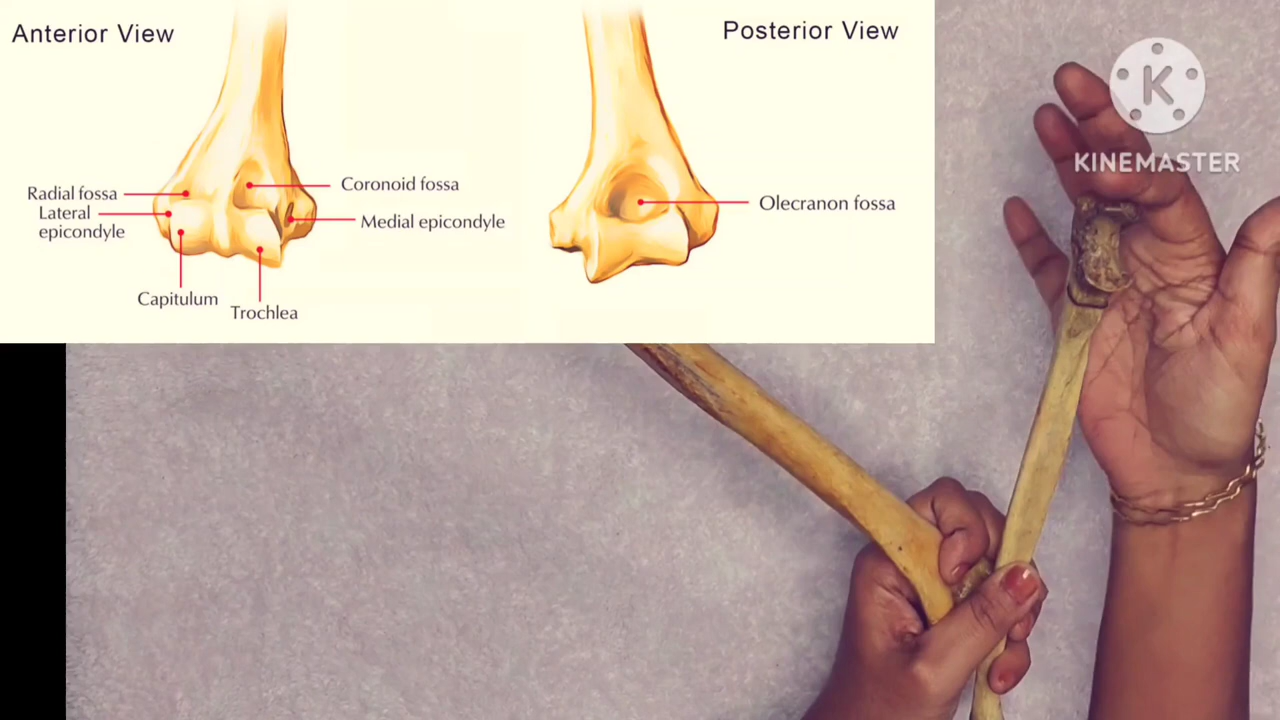 Anterior View
Posterior View
Radial fossa
Lateral
epicondyle
Coronoid fossa
Medial epicondyle
Capitulum
Trochlea
Olecranon fossa
K
KINEMASTER